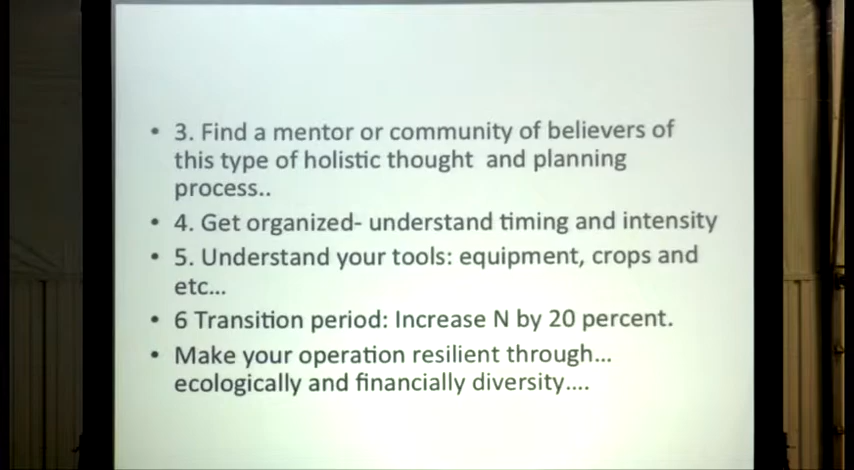 • 3. Find a mentor or community of believers of
this type of holistic thought and planning
process..
• 4. Get organized- understand timing and intensity
• 5. Understand your tools: equipment, crops and
etc...
• 6 Transition period: Increase N by 20 percent.
• Make your operation resilient through...
ecologically and financially diversity....